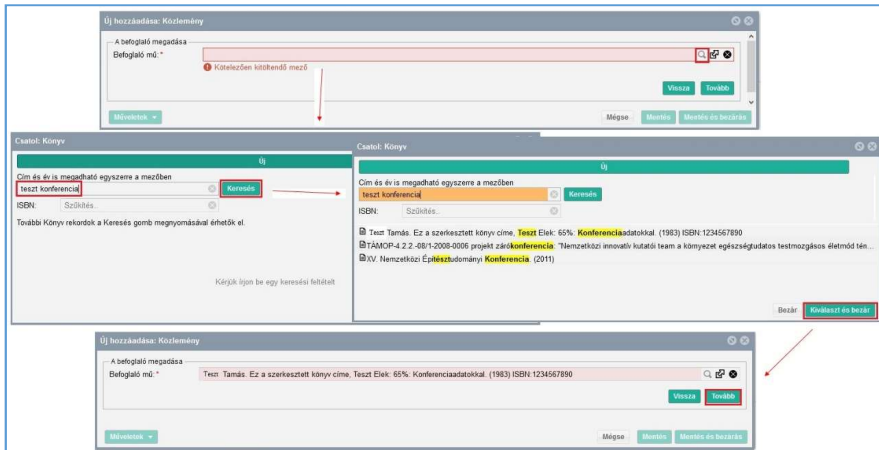 Új hozzáadása: Közlemény
A befoglaló megadása
Befoglaló mű: *
Kötelezően kitöltendő mező
Vissza Tovább
Műveletek Mégse Mentés Mentés és bezárás
Csatol: Könyv
Új
Cím és év is megadható egyszerre a mezőben
teszt konferencia Keresés
ISBN: Szűkítés..
További Könyv rekordok a Keresés gomb megnyomásával érhetők el.
Kérjük írjon be egy keresési feltételt
Csatol: Könyv
Új
Cím és év is megadható egyszerre a mezőben
teszt konferencia Keresés
ISBN: Szűkítés..
Teszt Tamás. Ez a szerkesztett könyv címe, Teszt Elek: 65%: Konferenciaadatokkal. (1983) ISBN:1234567890
TÁMOP-4.2.2.-08/1-2008-0006 projekt zárókonferencia: "Nemzetközi innovatív kutatói team a környezet egészségtudatos testmozgásos életmód tén...
XV. Nemzetközi Építésztudományi Konferencia. (2011)
Bezár Kiválaszt és bezár
Új hozzáadása: Közlemény
A befoglaló megadása
Befoglaló mű: * Teszt Tamás. Ez a szerkesztett könyv címe, Teszt Elek: 65%: Konferenciaadatokkal. (1983) ISBN:1234567890
Vissza Tovább
Műveletek Mégse Mentés Mentés és bezárás